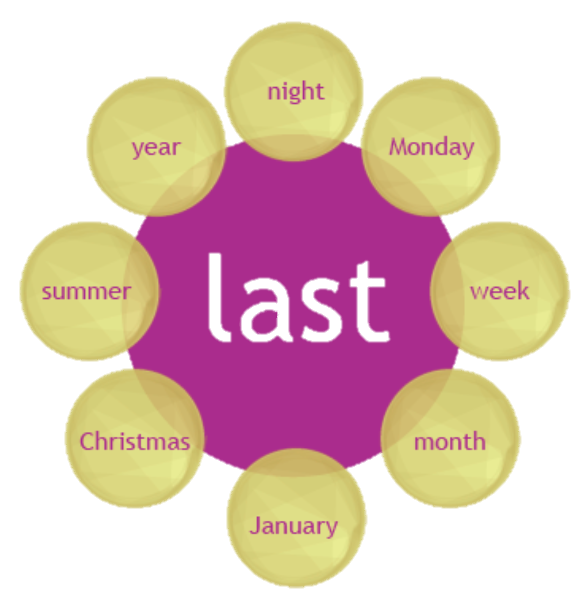 night
Monday
week
month
January
Christmas
summer
year
last